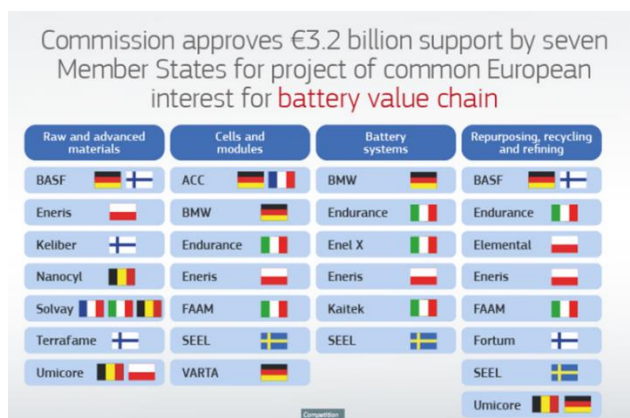 Commission approves €3.2 billion support by seven
Member States for project of common European
interest for battery value chain
Raw and advanced
materials
BASF
Eneris
Keliber
Nanocyl
Solvay
Terrafame
Umicore
Cells and
modules
ACC
BMW
Endurance
Eneris
FAAM
SEEL
VARTA
Battery
systems
BMW
Endurance
Enel X
Eneris
Kaitek
SEEL
Repurposing, recycling
and refining
BASF
Endurance
Elemental
Eneris
FAAM
Fortum
SEEL
Umicore
Competition